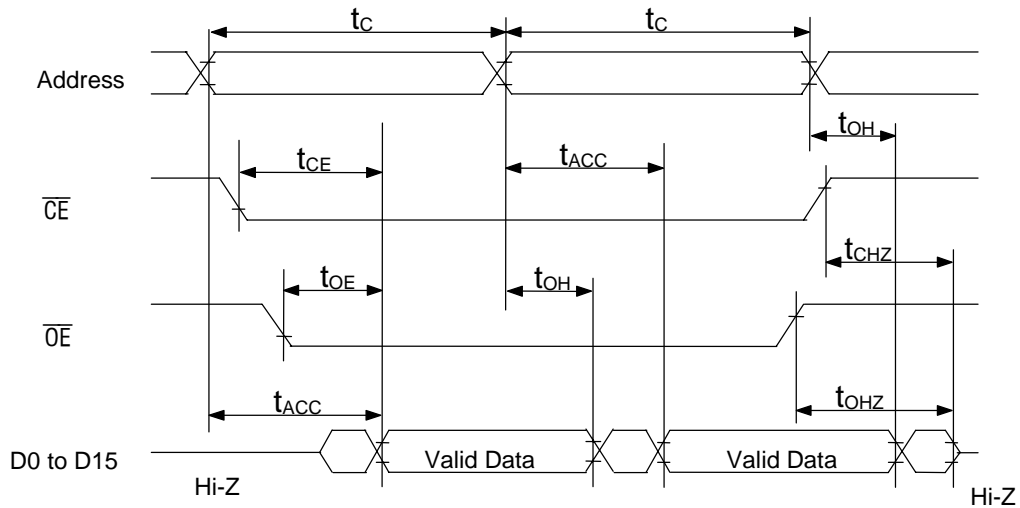 tC tC
Address
tOH
tCE tACC
CE
tCHZ
tOE tOH
OE
tACC tOHZ
D0 to D15 Valid Data Valid Data
Hi-Z Hi-Z